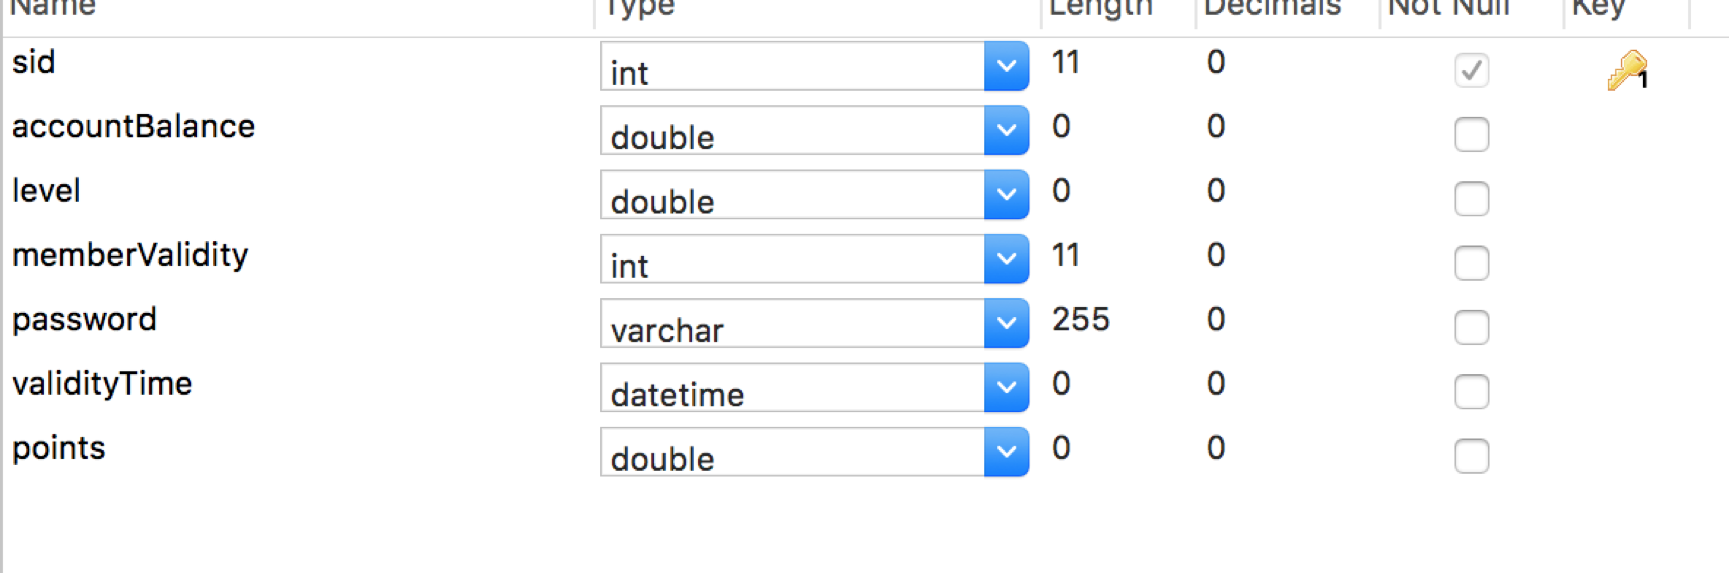 Name Type Length Decimals Not Null Key
sid int 11 0 1
accountBalance double 0 0
level double 0 0
memberValidity int 11 0
password varchar 255 0
validityTime datetime 0 0
points double 0 0